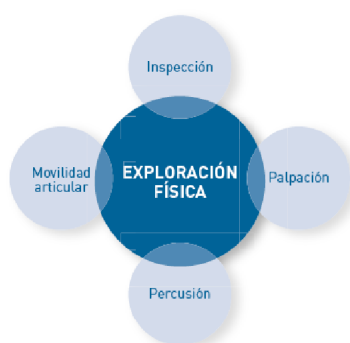 Inspección
Movilidad
articular
EXPLORACIÓN
FÍSICA
Palpación
Percusión